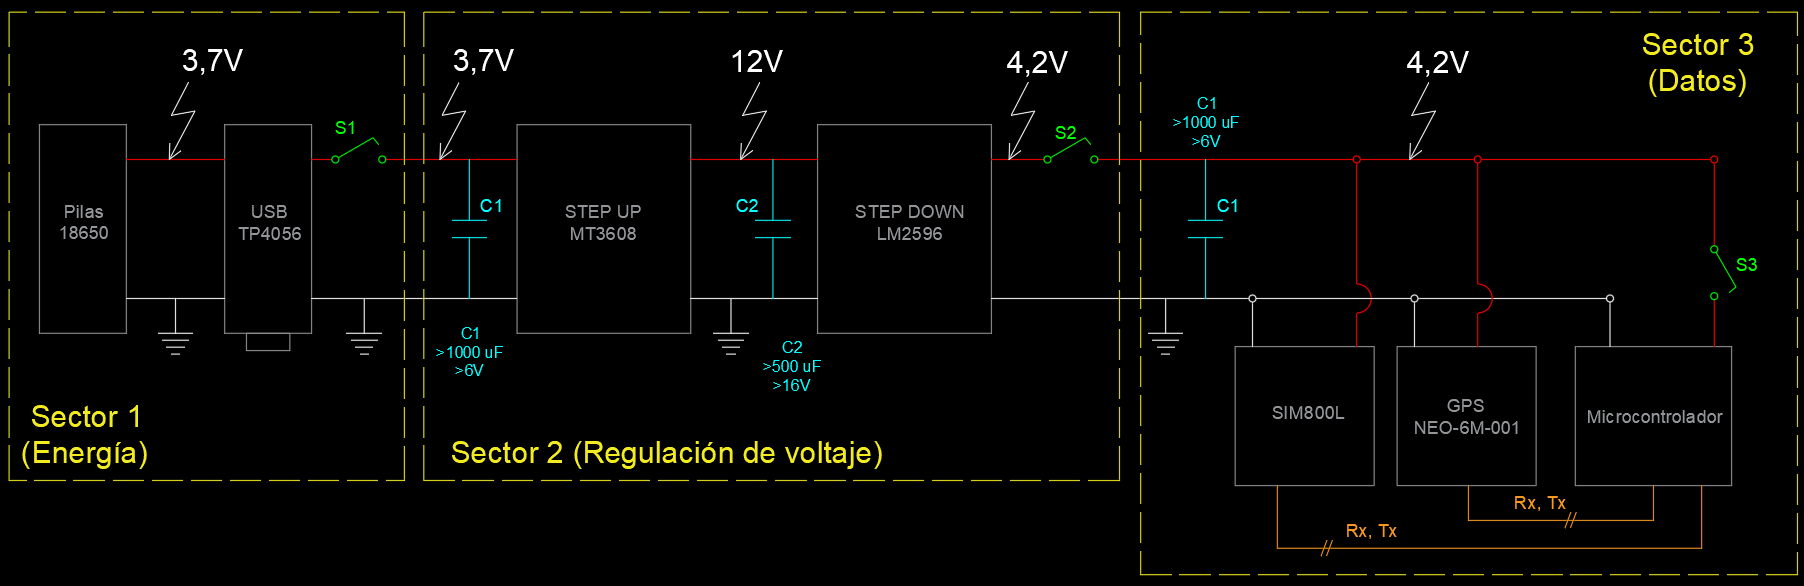 3,7V
S1
Pilas
18650
USB
TP4056
Sector 1
(Energía)
3,7V
12V
4,2V
S2
C1
STEP UP
MT3608
C2
STEP DOWN
LM2596
C1
>1000 uF
>6V
C2
>500 uF
>16V
Sector 2 (Regulación de voltaje)
Sector 3
(Datos)
4,2V
C1
>1000 uF
>6V
C1
S3
SIM800L
GPS
NEO-6M-001
Microcontrolador
Rx, Tx
Rx, Tx